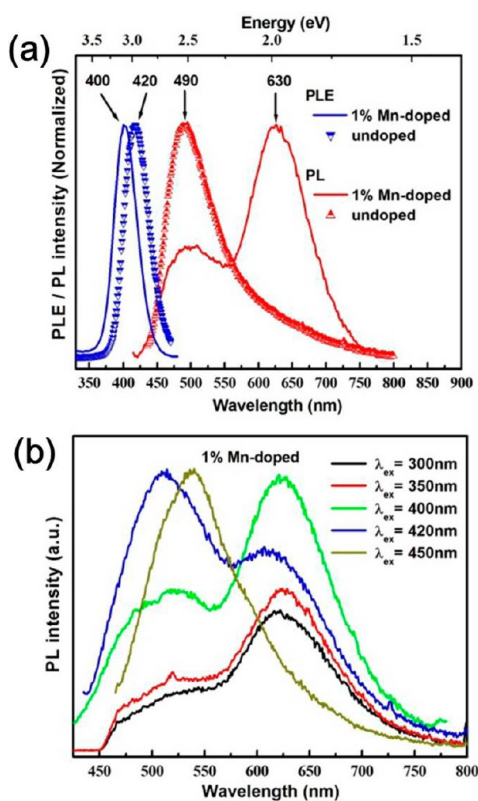 Energy (eV)
3.5 3.0 2.5 2.0 1.5
(a)
400 420 490 630
PLE
1% Mn-doped
undoped
PL
1% Mn-doped
undoped
PLE / PL intensity (Normalized)
350 400 450 500 550 600 650 700 750 800 850 900
Wavelength (nm)
(b)
1% Mn-doped
λex= 300nm
λex= 350nm
λex= 400nm
λex= 420nm
λex= 450nm
PL intensity (a.u.)
450 500 550 600 650 700 750 800
Wavelength (nm)